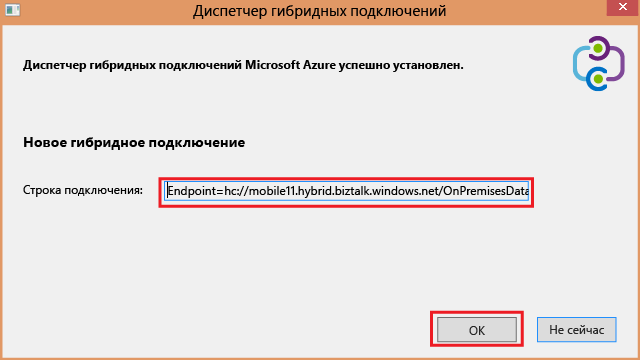 Диспетчер гибридных подключений
Диспетчер гибридных подключений Microsoft Azure успешно установлен.
Новое гибридное подключение
Строка подключения: Endpoint=hc://mobile11.hybrid.biztalk.windows.net/OnPremisesData
OK Не сейчас